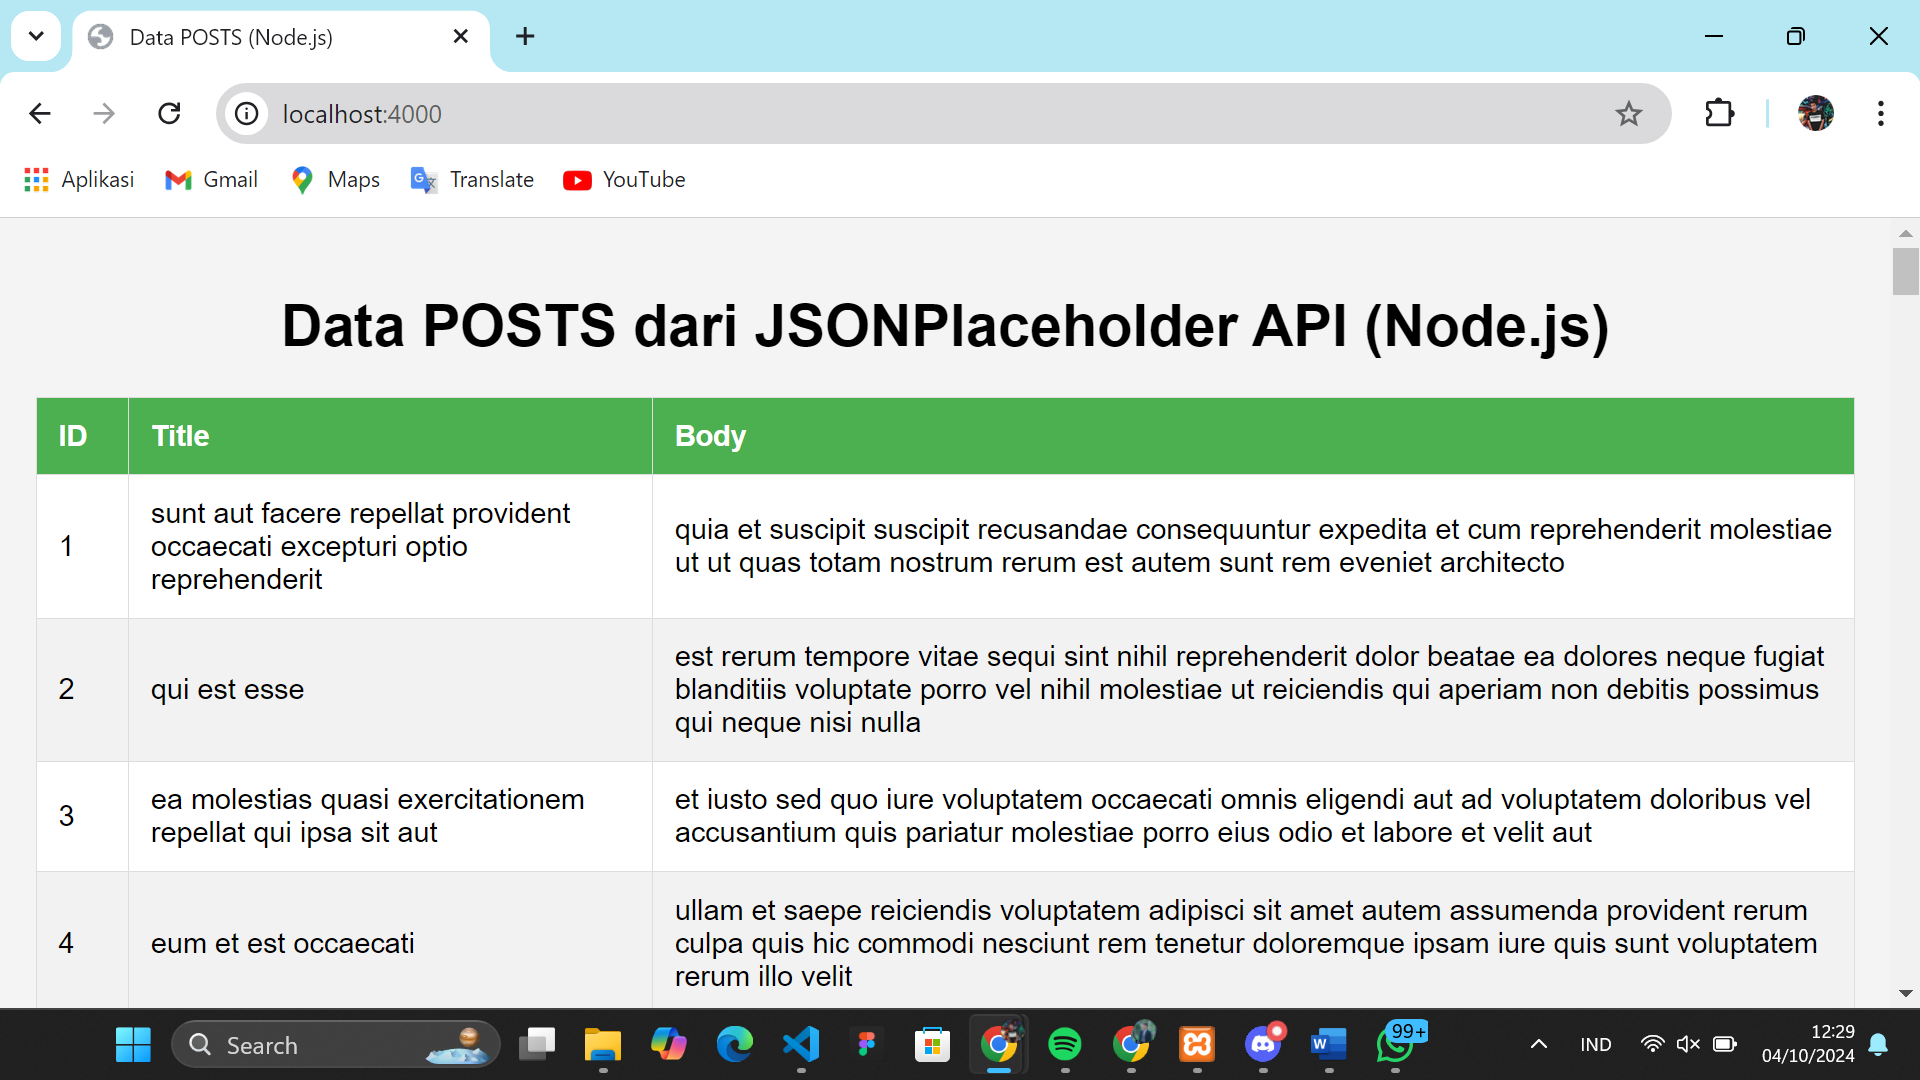 Data POSTS (Node.js)
localhost:4000
Aplikasi
Gmail
Maps
Translate
YouTube
Data POSTS dari JSONPlaceholder API (Node.js)
ID
Title
Body
1
sunt aut facere repellat provident
occaecati excepturi optio
reprehenderit
quia et suscipit suscipit recusandae consequuntur expedita et cum reprehenderit molestiae
ut ut quas totam nostrum rerum est autem sunt rem eveniet architecto
2
qui est esse
est rerum tempore vitae sequi sint nihil reprehenderit dolor beatae ea dolores neque fugiat
blanditiis voluptate porro vel nihil molestiae ut reiciendis qui aperiam non debitis possimus
qui neque nisi nulla
3
ea molestias quasi exercitationem
repellat qui ipsa sit aut
et iusto sed quo iure voluptatem occaecati omnis eligendi aut ad voluptatem doloribus vel
accusantium quis pariatur molestiae porro eius odio et labore et velit aut
4
eum et est occaecati
ullam et saepe reiciendis voluptatem adipisci sit amet autem assumenda provident rerum
culpa quis hic commodi nesciunt rem tenetur doloremque ipsam iure quis sunt voluptatem
rerum illo velit
Search
99+
IND
12:29
04/10/2024